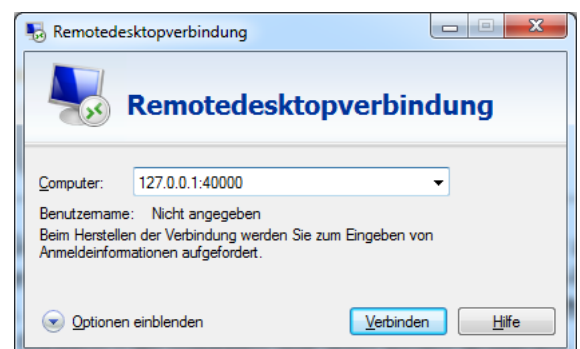 Remotedesktopverbindung
Remotedesktopverbindung
Computer: 127.0.0.1:40000
Benutzername: Nicht angegeben
Beim Herstellen der Verbindung werden Sie zum Eingeben von
Anmeldeinformationen aufgefordert.
Optionen einblenden Verbinden Hilfe